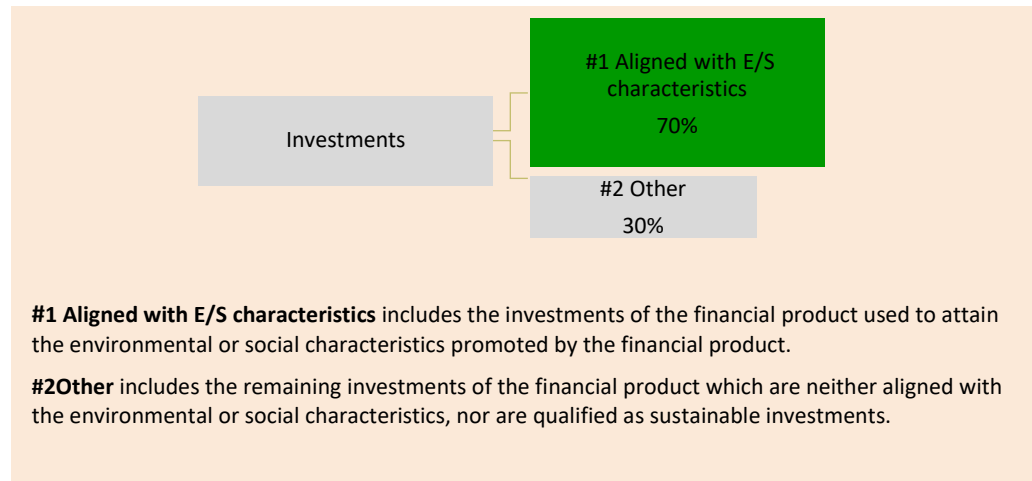 #1 Aligned with E/S
characteristics
70%
Investments
#2 Other
30%
#1 Aligned with E/S characteristics includes the investments of the financial product used to attain
the environmental or social characteristics promoted by the financial product.
#2Other includes the remaining investments of the financial product which are neither aligned with
the environmental or social characteristics, nor are qualified as sustainable investments.